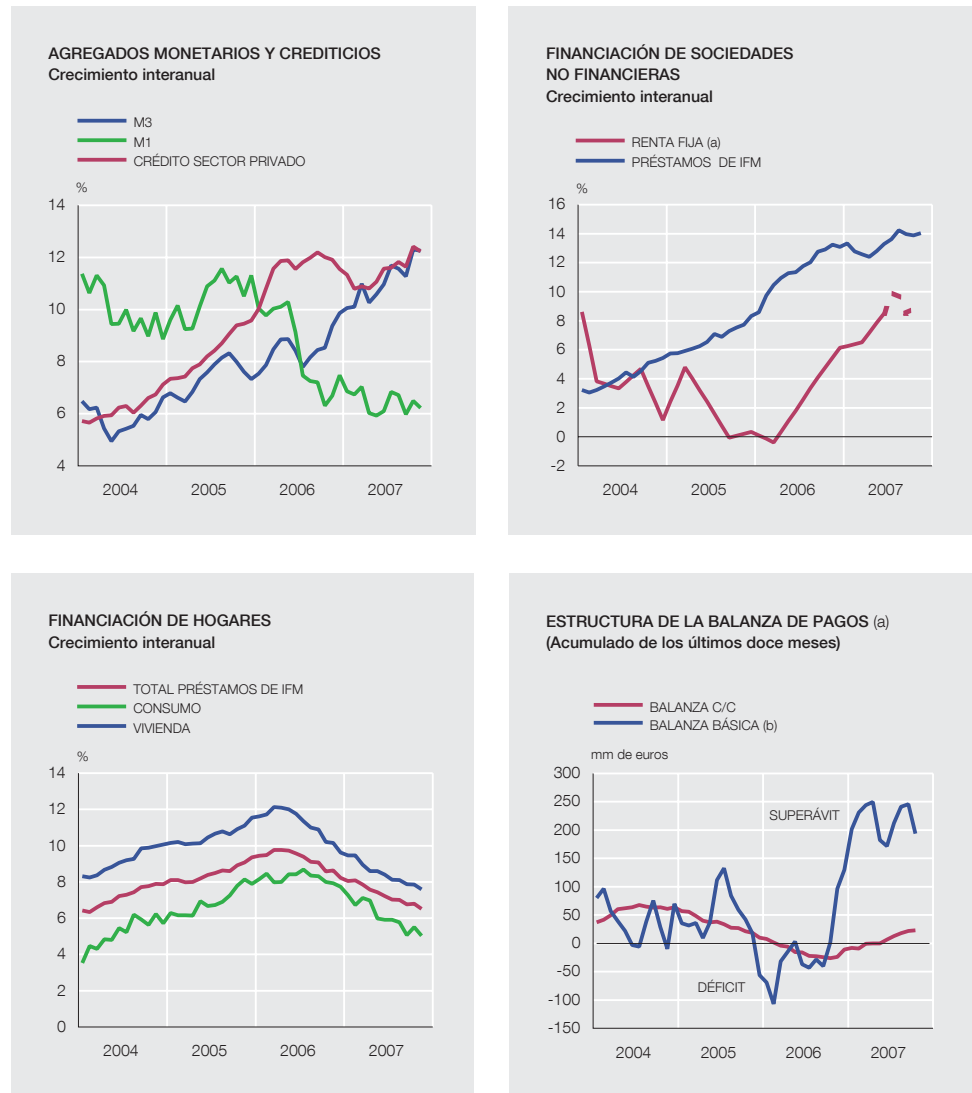 AGREGADOS MONETARIOS Y CREDITICIOS
Crecimiento interanual
M3
M1
CRÉDITO SECTOR PRIVADO
%
14
12
10
8
6
4
2004 2005 2006 2007
FINANCIACIÓN DE SOCIEDADES
NO FINANCIERAS
Crecimiento interanual
RENTA FIJA (a)
PRÉSTAMOS DE IFM
%
16
14
12
10
8
6
4
2
0
-2
2004 2005 2006 2007
FINANCIACIÓN DE HOGARES
Crecimiento interanual
TOTAL PRÉSTAMOS DE IFM
CONSUMO
VIVIENDA
%
14
12
10
8
6
4
2
0
2004 2005 2006 2007
ESTRUCTURA DE LA BALANZA DE PAGOS (a)
(Acumulado de los últimos doce meses)
BALANZA C/C
BALANZA BÁSICA (b)
mm de euros
300
250
200
150
100
50
0
-50
-100
-150
SUPERÁVIT
DÉFICIT
2004 2005 2006 2007